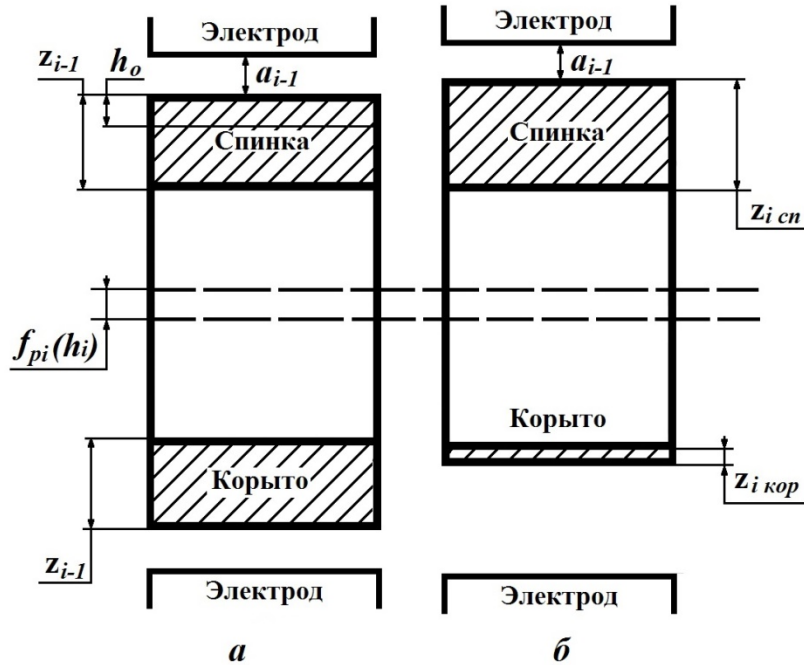 Электрод
Электрод
z_{i-1}
h_o
a_{i-1}
a_{i-1}
Спинка
Спинка
z_{i сп}
f_{pi}(h_i)
Корыто
Корыто
z_{i кор}
z_{i-1}
Электрод
Электрод
а
б